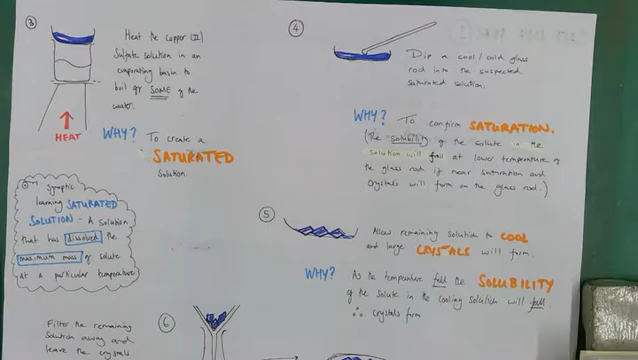 ③
Heat the copper (II)
Sulfate solution in an
evaporating basin to
boil off SOME of the
water.
HEAT
WHY? To create a
SATURATED
Solution.
Synoptic
learning SATURATED
SOLUTION - A solution
that has dissolved the
maximum mass of solute
at a particular temperature
Filter the remaining
solution away and
leave the crystals
④
Dip a cool/cold glass
rod into the suspected
saturated solution.
WHY? To confirm SATURATION.
(The solubility of the solute in the
solution will fall at lower temperature of
the glass rod if near saturation and
crystals will form on the glass rod.)
⑤
Allow remaining solution to COOL
and large CRYSTALS will form.
WHY? As the temperature fall the SOLUBILITY
of the solute in the cooling solution will fall
∴ crystals form
⑥